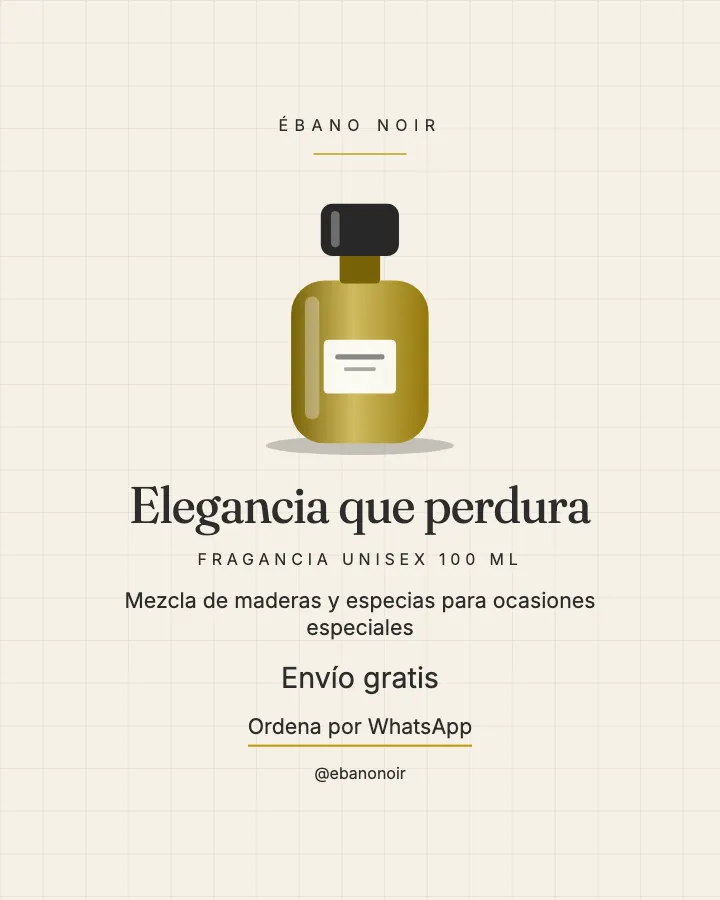 ÉBANO NOIR
Elegancia que perdura
FRAGANCIA UNISEX 100 ML
Mezcla de maderas y especias para ocasiones
especiales
Envío gratis
Ordena por WhatsApp
@ebanonoir